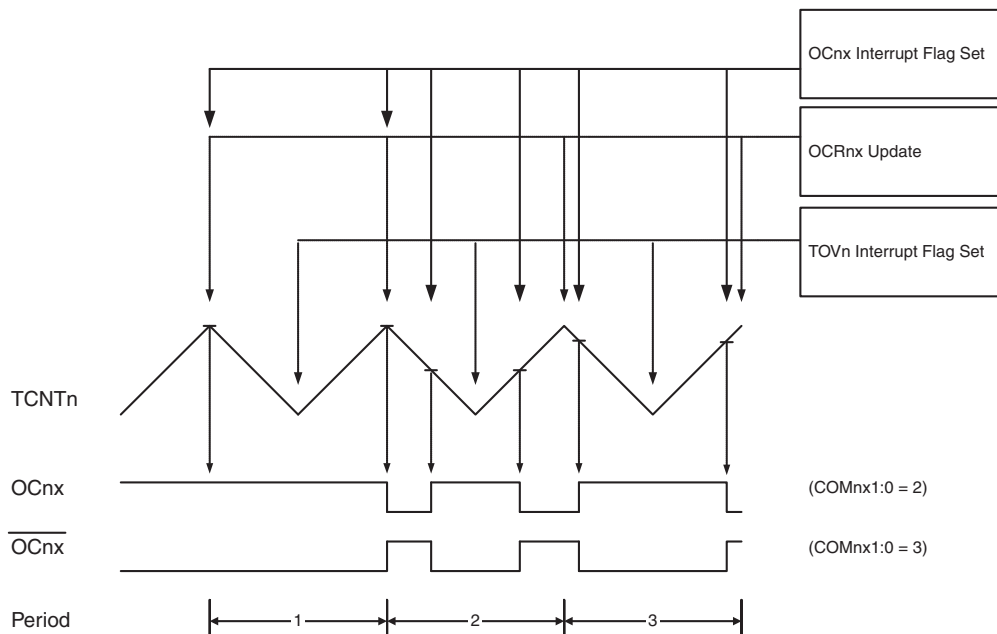 OCnx Interrupt Flag Set
OCRnx Update
TOVn Interrupt Flag Set
TCNTn
OCnx (COMnx1:0 = 2)
OCnx (COMnx1:0 = 3)
Period 1 2 3